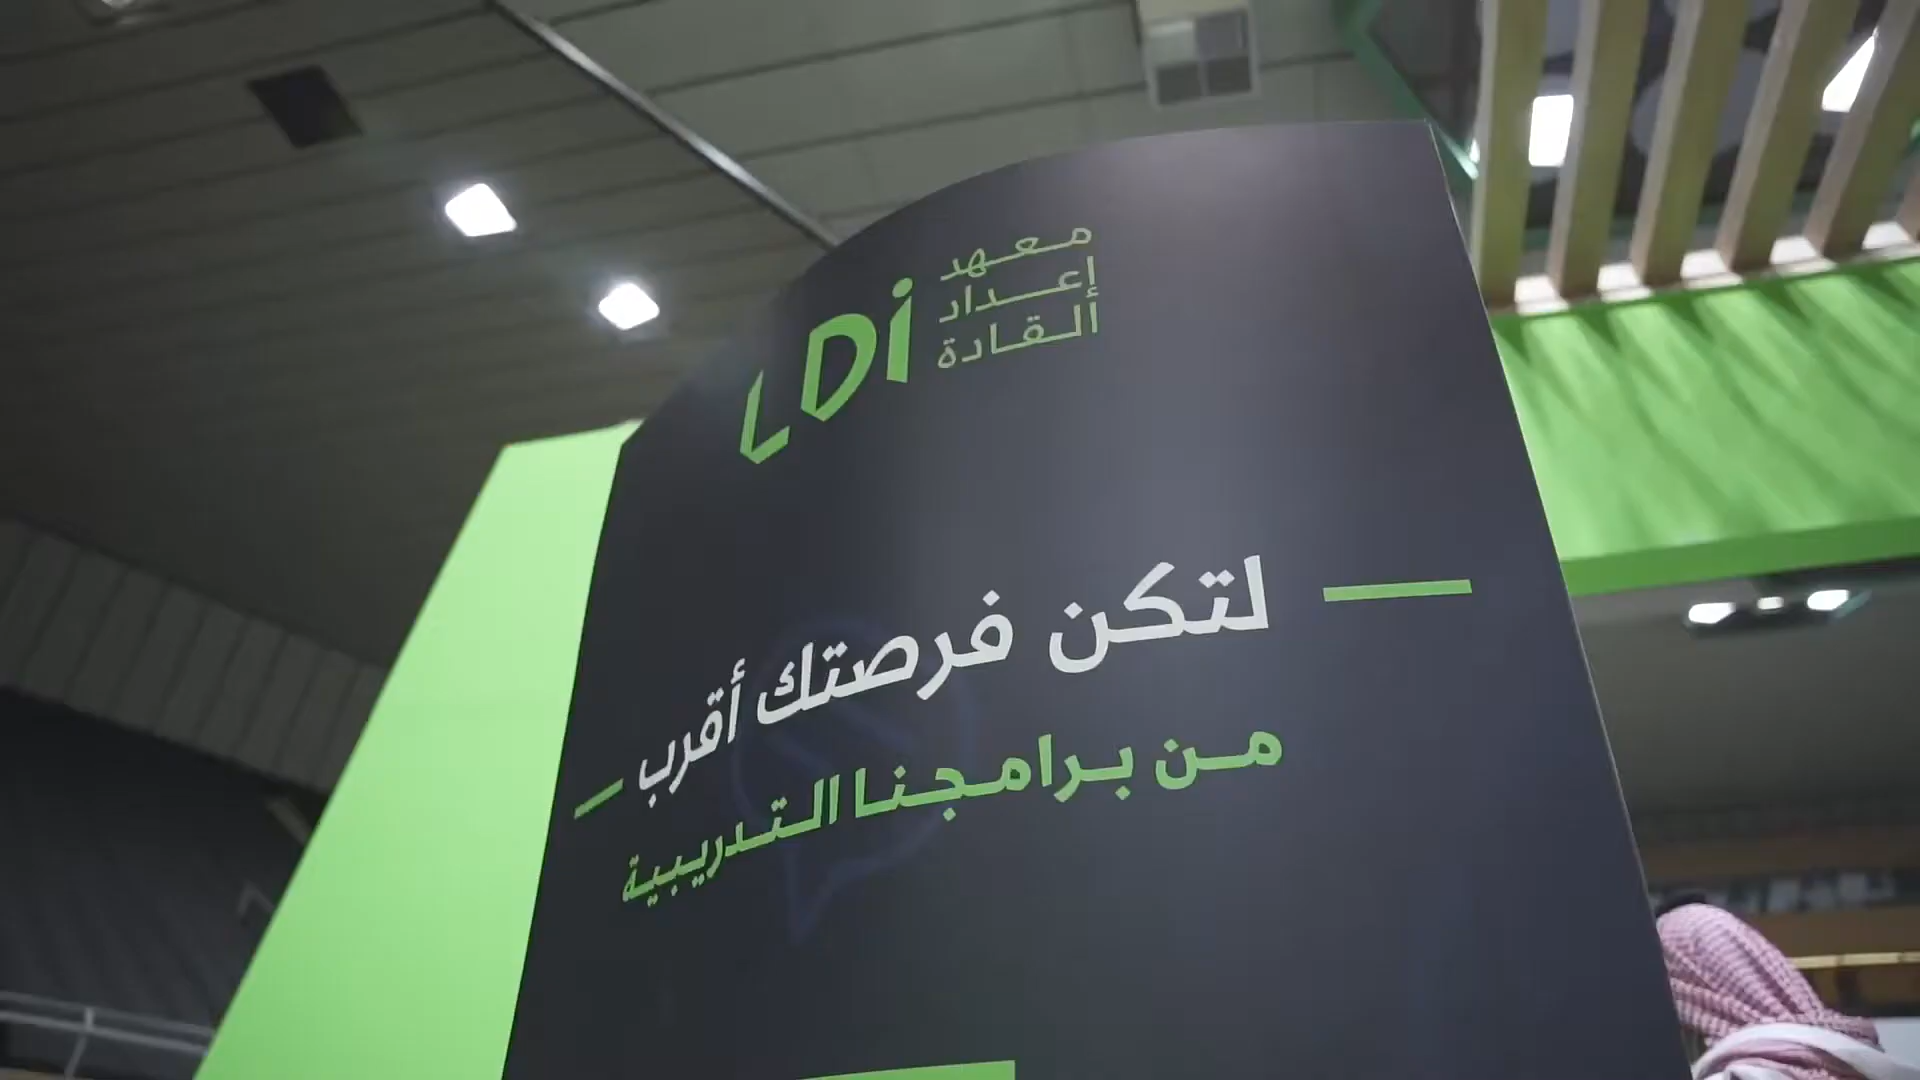 LDi
معهد
إعداد
القادة
لتكن فرصتك أقرب
من برامجنا التدريبية